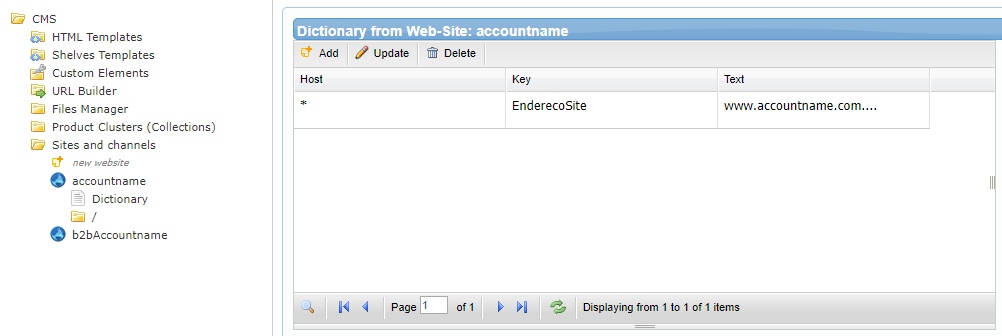 CMS
HTML Templates
Shelves Templates
Custom Elements
URL Builder
Files Manager
Product Clusters (Collections)
Sites and channels
new website
accountname
Dictionary
/
b2bAccountname
Dictionary from Web-Site: accountname
Add Update Delete
Host Key Text
* EnderecoSite www.accountname.com....
Page 1 of 1 Displaying from 1 to 1 of 1 items